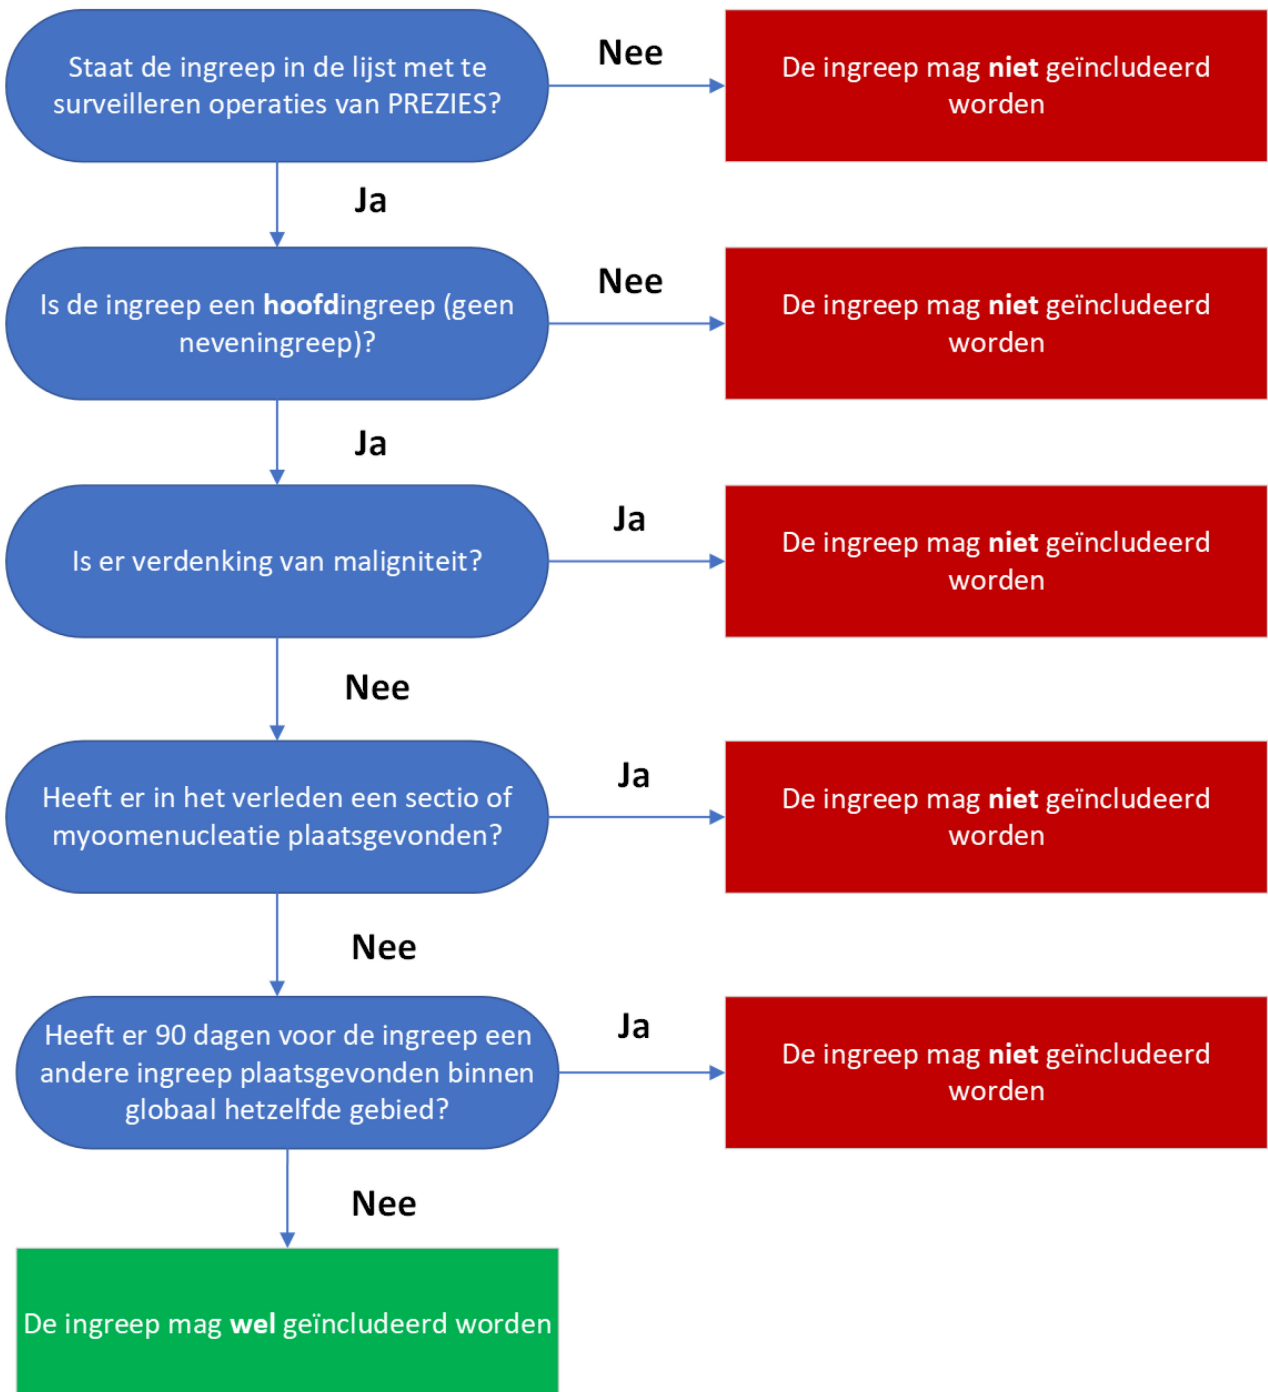 Staat de ingreep in de lijst met te
surveilleren operaties van PREZIES?
Nee
De ingreep mag niet geïncludeerd
worden
Ja
Is de ingreep een hoofdingreep (geen
neveningreep)?
Nee
De ingreep mag niet geïncludeerd
worden
Ja
Is er verdenking van maligniteit?
Ja
De ingreep mag niet geïncludeerd
worden
Nee
Heeft er in het verleden een sectio of
myoomenucleatie plaatsgevonden?
Ja
De ingreep mag niet geïncludeerd
worden
Nee
Heeft er 90 dagen voor de ingreep een
andere ingreep plaatsgevonden binnen
globaal hetzelfde gebied?
Ja
De ingreep mag niet geïncludeerd
worden
Nee
De ingreep mag wel geïncludeerd worden